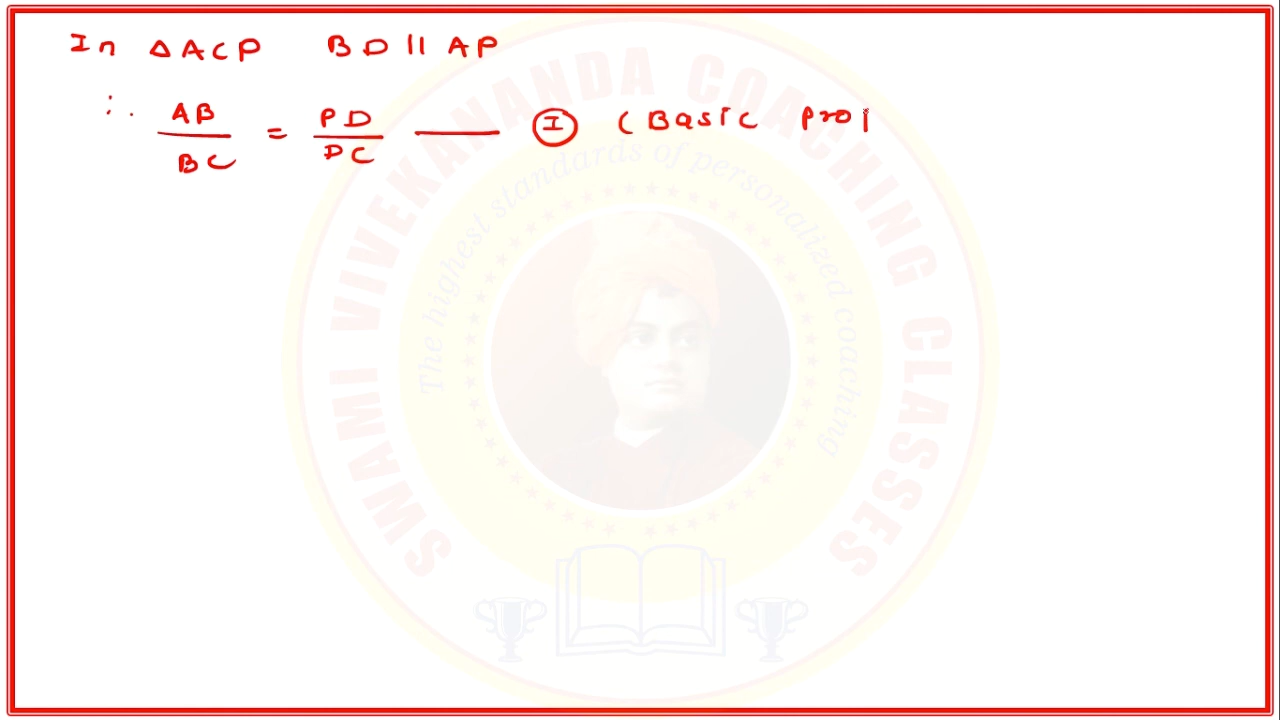 In △ACP BD || AP
∴ AB/BC = PD/DC —— Ⓘ (Basic pro
SWAMI VIVEKANANDA COACHING CLASSES
The highest standards of personalized coaching